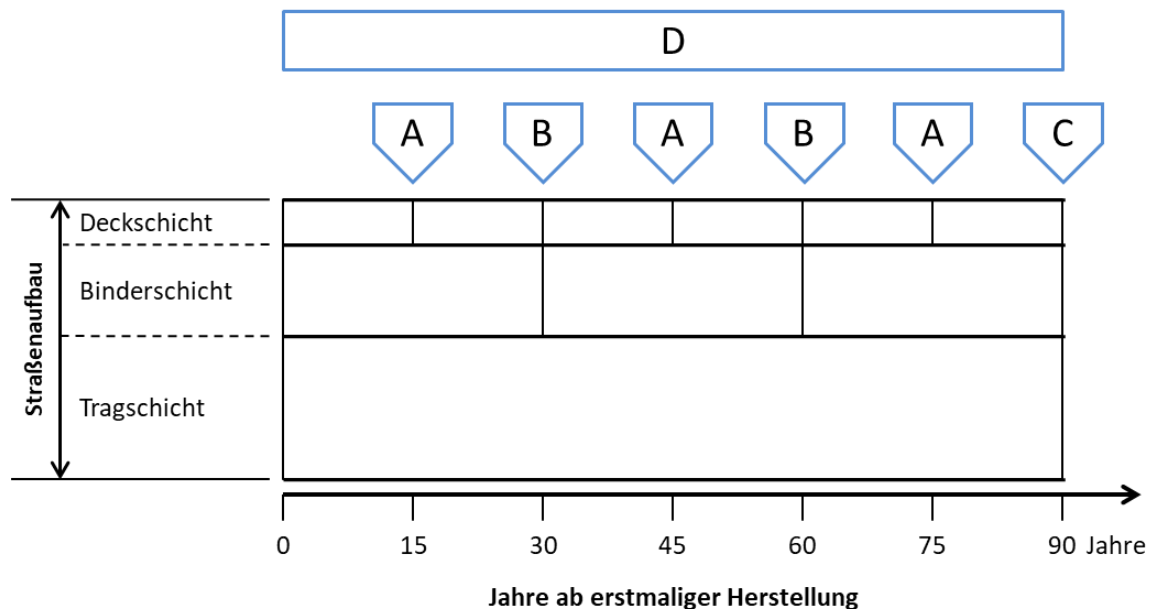 D
A B A B A C
Deckschicht
Binderschicht
Tragschicht
Straßenaufbau
0 15 30 45 60 75 90 Jahre
Jahre ab erstmaliger Herstellung